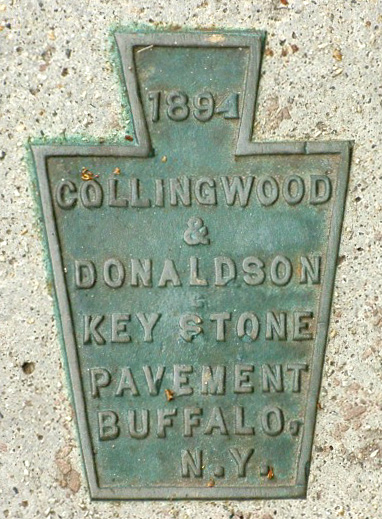 1894
COLLINGWOOD
&
DONALDSON
KEY STONE
PAVEMENT
BUFFALO,
N.Y.